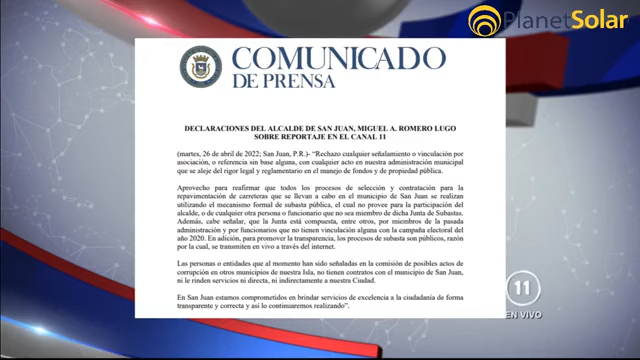 PlanetSolar
COMUNICADO
DE PRENSA
DECLARACIONES DEL ALCALDE DE SAN JUAN, MIGUEL A. ROMERO LUGO
SOBRE REPORTAJE EN EL CANAL 11
(martes, 26 de abril de 2022; San Juan, P.R.)- “Rechazo cualquier señalamiento o vinculación por
asociación, o referencia sin base alguna, con cualquier acto en nuestra administración municipal
que se aleje del rigor legal y reglamentario en el manejo de fondos y de propiedad pública.
Aprovecho para reafirmar que todos los procesos de selección y contratación para la
repavimentación de carreteras que se llevan a cabo en el municipio de San Juan se realizan
utilizando el mecanismo formal de subasta pública, el cual no provee para la participación del
alcalde, o de cualquier otra persona o funcionario que no sea miembro de dicha Junta de Subastas.
Además, cabe señalar, que la Junta está compuesta, entre otros, por miembros de la pasada
administración y por funcionarios que no tienen vinculación alguna con la campaña electoral del
año 2020. En adición, para promover la transparencia, los procesos de subasta son públicos, razón
por la cual, se transmiten en vivo a través del internet.
Las personas o entidades que al momento han sido señaladas en la comisión de posibles actos de
corrupción en otros municipios de nuestra Isla, no tienen contratos con el municipio de San Juan,
ni le rinden servicios ni directa, ni indirectamente a nuestra Ciudad.
En San Juan estamos comprometidos en brindar servicios de excelencia a la ciudadanía de forma
transparente y correcta y así lo continuaremos realizando”.
11
EN VIVO